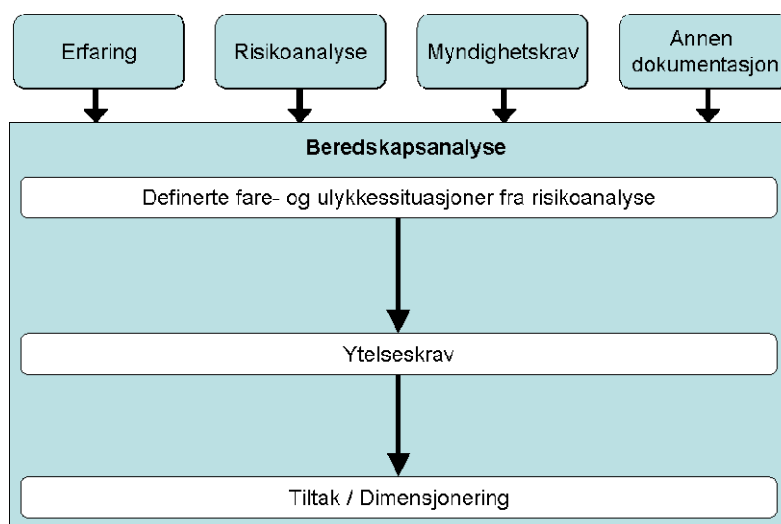 Erfaring
Risikoanalyse
Myndighetskrav
Annen
dokumentasjon
Beredskapsanalyse
Definerte fare- og ulykkessituasjoner fra risikoanalyse
Ytelseskrav
Tiltak / Dimensjonering